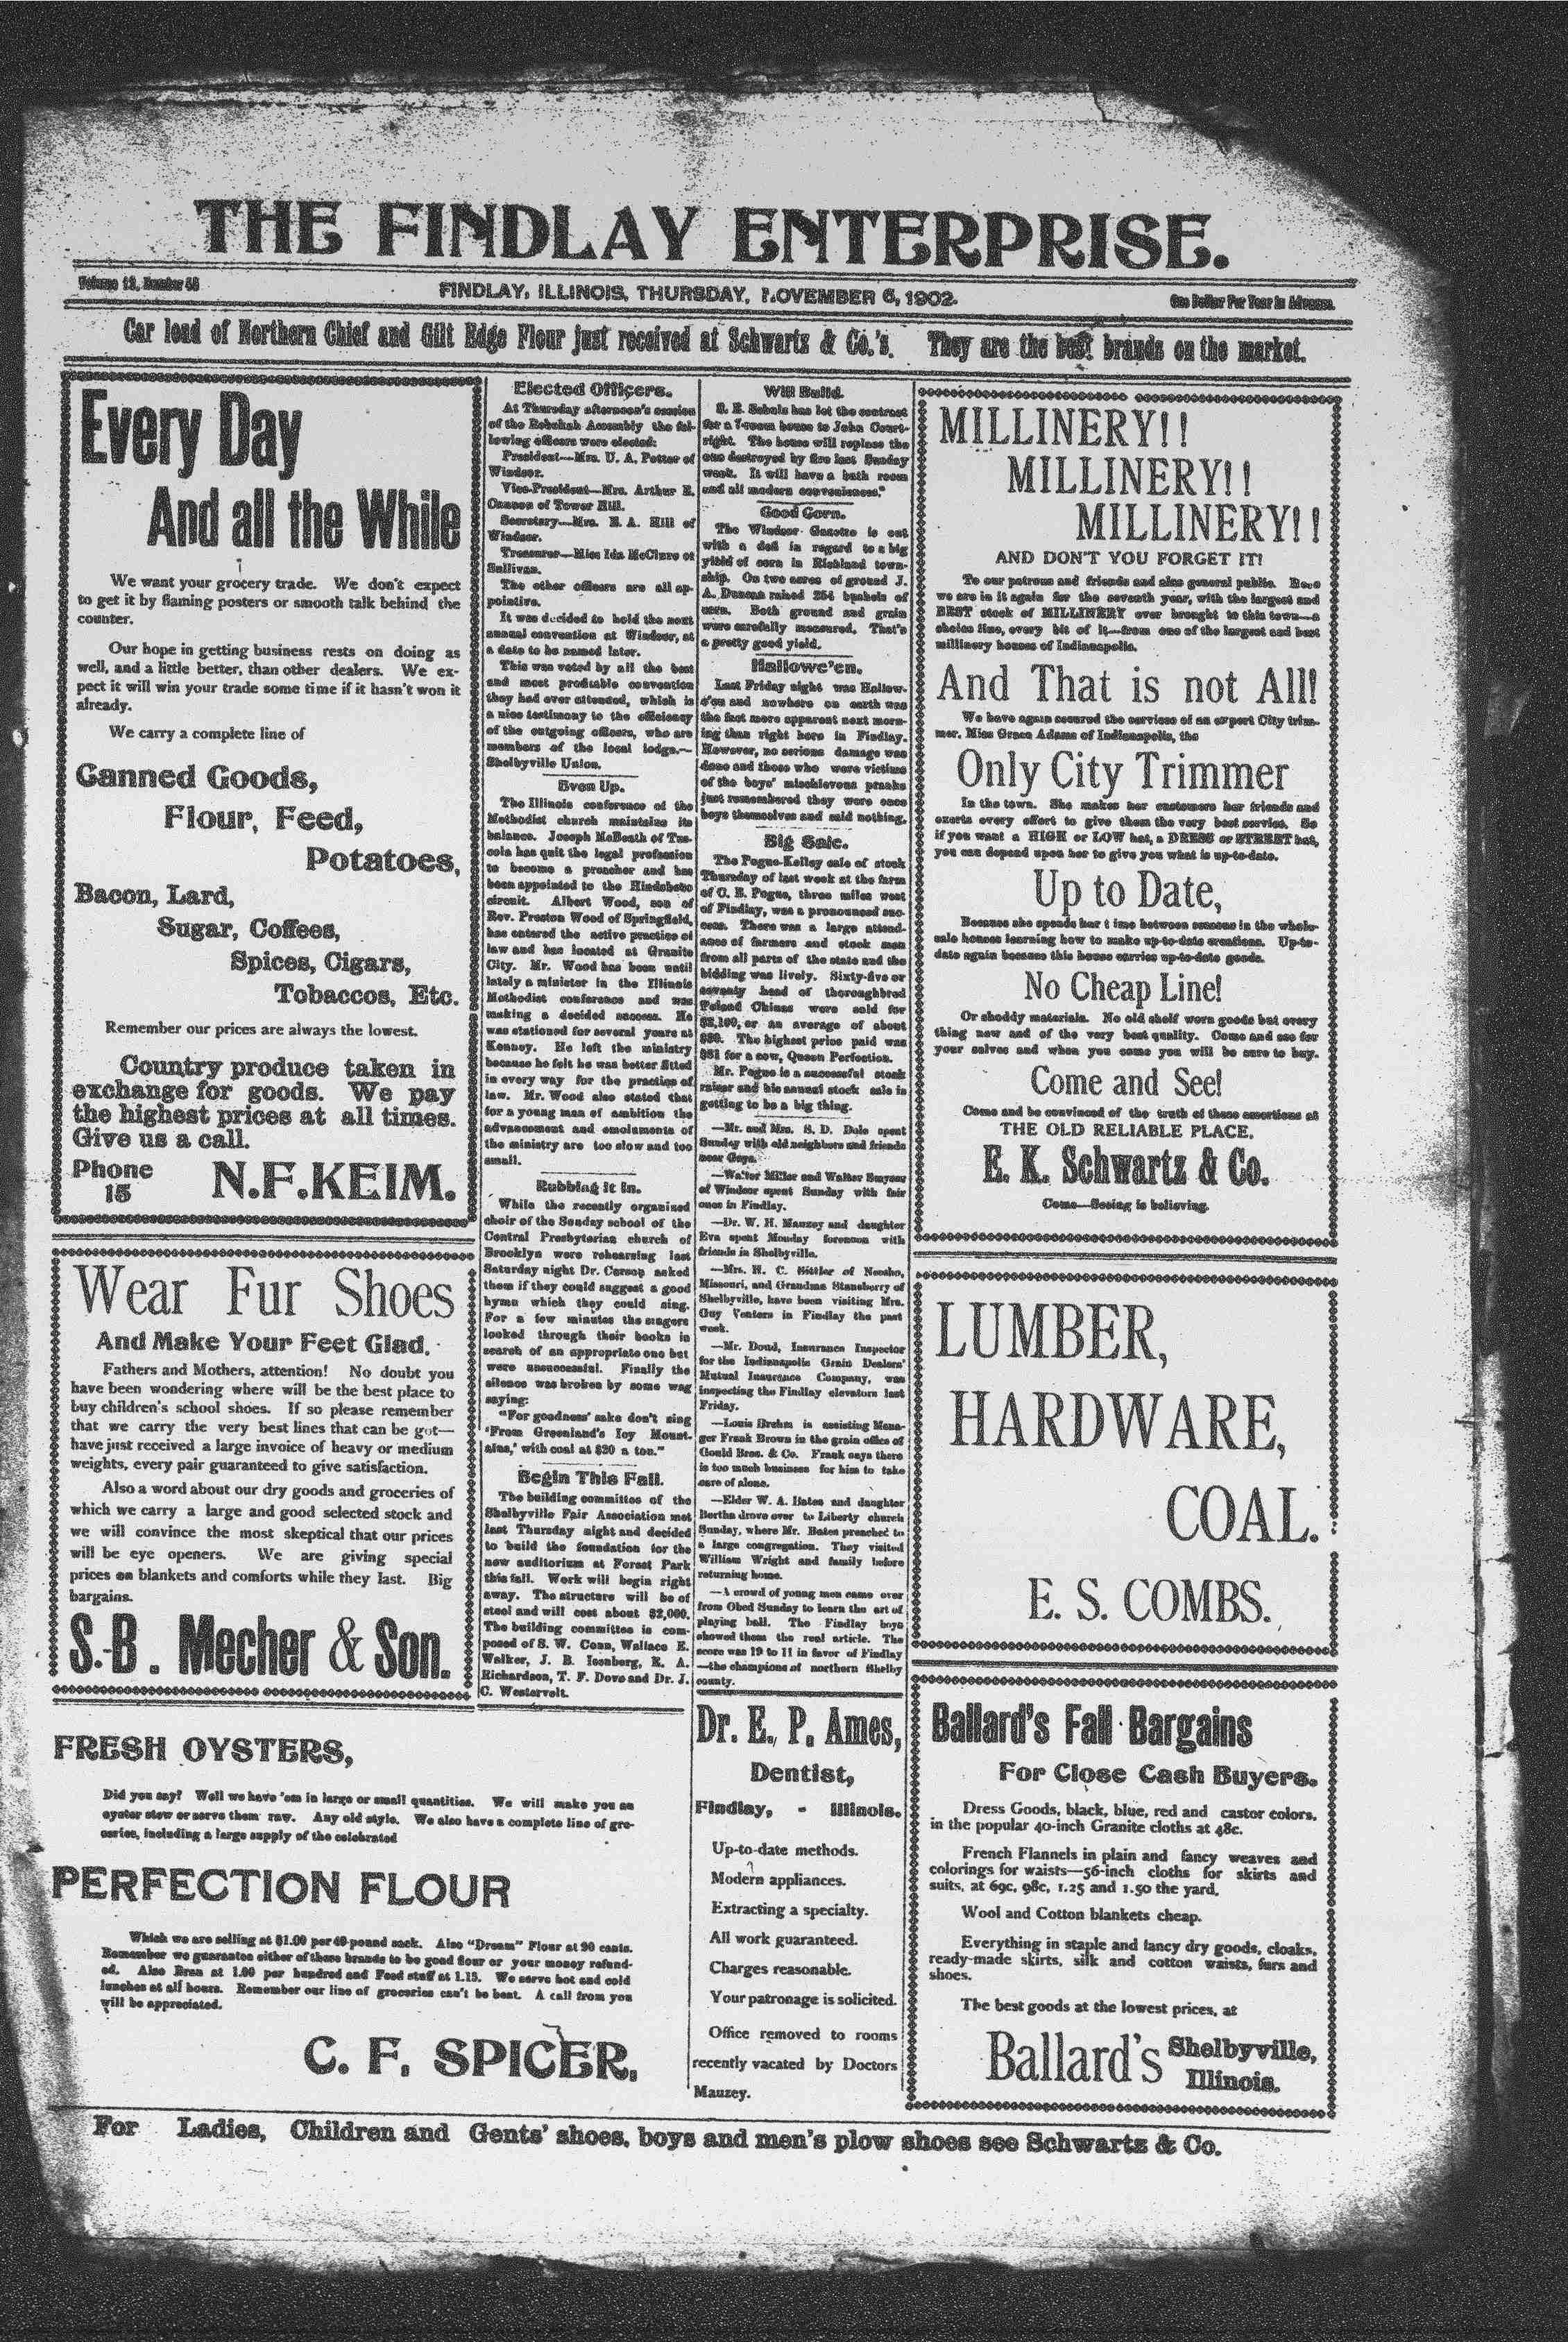 THE FINDLAY ENTERPRISE.
FINDLAY, ILLINOIS, THURSDAY, NOVEMBER 6, 1902.
One Dollar Per Year in Advance.
Car load of Northern Chief and Gilt Edge Flour just received at Schwartz & Co.'s. They are the best brands on the market.
Every Day
And all the While
We want your grocery trade. We don't expect
to get it by flaming posters or smooth talk behind the
counter.
Our hope in getting business rests on doing as
well, and a little better, than other dealers. We ex-
pect it will win your trade some time if it hasn't won it
already.
We carry a complete line of
Canned Goods,
Flour, Feed,
Potatoes,
Bacon, Lard,
Sugar, Coffees,
Spices, Cigars,
Tobaccos, Etc.
Remember our prices are always the lowest.
Country produce taken in
exchange for goods. We pay
the highest prices at all times.
Give us a call.
Phone
15
N.F.KEIM.
Wear Fur Shoes
And Make Your Feet Glad.
Fathers and Mothers, attention! No doubt you
have been wondering where will be the best place to
buy children's school shoes. If so please remember
that we carry the very best lines that can be got—
have just received a large invoice of heavy or medium
weights, every pair guaranteed to give satisfaction.
Also a word about our dry goods and groceries of
which we carry a large and good selected stock and
we will convince the most skeptical that our prices
will be eye openers. We are giving special
prices on blankets and comforts while they last. Big
bargains.
S. B. Mecher & Son.
Elected Officers.
At Thursday afternoon's session
of the Rebekah Assembly the fol-
lowing officers were elected:
President—Mrs. U. A. Potter of
Windsor.
Vice-President—Mrs. Arthur E.
Cannon of Tower Hill.
Secretary—Mrs. E. A. Hill of
Windsor.
Treasurer—Miss Ida McClure of
Sullivan.
The other officers are all ap-
pointive.
It was decided to hold the next
annual convention at Windsor, at
a date to be named later.
This was voted by all the best
and most profitable convention
they had ever attended, which is
a nice testimony to the efficiency
of the outgoing officers, who are
members of the local lodge.—
Shelbyville Union.
Even Up.
The Illinois conference of the
Methodist church maintains its
balance. Joseph McBeath of Tus-
cola has quit the legal profession
to become a preacher and has
been appointed to the Hindsboro
circuit. Albert Wood, son of
Rev. Preston Wood of Springfield,
has entered the active practice of
law and has located at Granite
City. Mr. Wood has been until
lately a minister in the Illinois
Methodist conference and was
making a decided success. He
was stationed for several years at
Kenney. He left the ministry
because he felt he was better fitted
in every way for the practice of
law. Mr. Wood also stated that
for a young man of ambition the
advancement and emoluments of
the ministry are too slow and too
small.
Rubbing it In.
While the recently organized
choir of the Sunday school of the
Central Presbyterian church of
Brooklyn were rehearsing last
Saturday night Dr. Carson asked
them if they could suggest a good
hymn which they could sing.
For a few minutes the singers
looked through their books in
search of an appropriate one but
were unsuccessful. Finally the
silence was broken by some wag
saying:
"For goodness' sake don't sing
'From Greenland's Icy Mount-
ains,' with coal at $20 a ton."
Begin This Fall.
The building committee of the
Shelbyville Fair Association met
last Thursday night and decided
to build the foundation for the
new auditorium at Forest Park
this fall. Work will begin right
away. The structure will be of
steel and will cost about $2,000.
The building committee is com-
posed of S. W. Conn, Wallace E.
Walker, J. B. Isenberg, R. A.
Richardson, T. F. Dove and Dr. J.
C. Westervelt.
Will Build.
has let the contract
for a 7-room house to John Court-
right. The house will replace the
one destroyed by fire last Sunday
week. It will have a bath room
and all modern conveniences.
Good Corn.
The Windsor Gazette is out
with a defi in regard to a big
yield of corn in Richland town-
ship. On two acres of ground J.
A. Duncan raised 254 bushels of
corn. Both ground and grain
were carefully measured. That's
a pretty good yield.
Hallowe'en.
Last Friday night was Hallow-
e'en and nowhere on earth was
the fact more apparent next morn-
ing than right here in Findlay.
However, no serious damage was
done and those who were victims
of the boys' mischievous pranks
just remembered they were once
boys themselves and said nothing.
Big Sale.
The Pogue-Kelley sale of stock
Thursday of last week at the farm
of C. E. Pogue, three miles west
of Findlay, was a pronounced suc-
cess. There was a large attend-
ance of farmers and stock men
from all parts of the state and the
bidding was lively. Sixty-five or
seventy head of thoroughbred
Poland Chinas were sold for
$2,100, or an average of about
$30. The highest price paid was
$81 for a sow, Queen Perfection.
Mr. Pogue is a successful stock
raiser and his annual stock sale is
getting to be a big thing.
—Mr. and Mrs. S. D. Dole spent
Sunday with old neighbors and friends
near Gays.
—Walter Miller and Walter Smyser
of Windsor spent Sunday with fair
ones in Findlay.
—Dr. W. H. Mauzey and daughter
Eva spent Monday forenoon with
friends in Shelbyville.
—Mrs. H. C. Hittler of Neosho,
Missouri, and Grandma Stansberry of
Shelbyville, have been visiting Mrs.
Guy Venters in Findlay the past
week.
—Mr. Doud, Insurance Inspector
for the Indianapolis Grain Dealers'
Mutual Insurance Company, was
inspecting the Findlay elevators last
Friday.
—Louis Brehm is assisting Mana-
ger Frank Brown in the grain office of
Gould Bros. & Co. Frank says there
is too much business for him to take
care of alone.
—Elder W. A. Bates and daughter
Bertha drove over to Liberty church
Sunday, where Mr. Bates preached to
a large congregation. They visited
William Wright and family before
returning home.
—A crowd of young men came over
from Obed Sunday to learn the art of
playing ball. The Findlay boys
showed them the real article. The
score was 19 to 11 in favor of Findlay
—the champions of northern Shelby
county.
MILLINERY!!
MILLINERY!!
MILLINERY!!
AND DON'T YOU FORGET IT!
To our patrons and friends and also general public. Here
we are in it again for the seventh year, with the largest and
BEST stock of MILLINERY ever brought to this town—a
choice line, every bit of it—from one of the largest and best
millinery houses of Indianapolis.
And That is not All!
We have again secured the services of an expert City trim-
mer, Miss Grace Adams of Indianapolis, the
Only City Trimmer
In the town. She makes her customers her friends and
exerts every effort to give them the very best service. So
if you want a HIGH or LOW hat, a DRESS or STREET hat,
you can depend upon her to give you what is up-to-date.
Up to Date,
Because she spends her time between seasons in the whole-
sale houses learning how to make up-to-date creations. Up-to-
date again because this house carries up-to-date goods.
No Cheap Line!
Or shoddy materials. No old shelf worn goods but every
thing new and of the very best quality. Come and see for
your selves and when you come you will be sure to buy.
Come and See!
Come and be convinced of the truth of these assertions at
THE OLD RELIABLE PLACE.
E. K. Schwartz & Co.
Come—Seeing is believing.
LUMBER,
HARDWARE,
COAL.
E. S. COMBS.
FRESH OYSTERS,
Did you say? Well we have 'em in large or small quantities. We will make you an
oyster stew or serve them raw. Any old style. We also have a complete line of gro-
ceries, including a large supply of the celebrated
PERFECTION FLOUR
Which we are selling at $1.00 per 49-pound sack. Also "Dream" Flour at 90 cents.
Remember we guarantee either of these brands to be good flour or your money refund-
ed. Also Bran at 1.00 per hundred and Feed stuff at 1.15. We serve hot and cold
lunches at all hours. Remember our line of groceries can't be beat. A call from you
will be appreciated.
C. F. SPICER.
Dr. E. P. Ames,
Dentist,
Findlay, - Illinois.
Up-to-date methods.
Modern appliances.
Extracting a specialty.
All work guaranteed.
Charges reasonable.
Your patronage is solicited.
Office removed to rooms
recently vacated by Doctors
Mauzey.
Ballard's Fall Bargains
For Close Cash Buyers.
Dress Goods, black, blue, red and castor colors,
in the popular 40-inch Granite cloths at 48c.
French Flannels in plain and fancy weaves and
colorings for waists—56-inch cloths for skirts and
suits, at 69c, 98c, 1.25 and 1.50 the yard.
Wool and Cotton blankets cheap.
Everything in staple and fancy dry goods, cloaks,
ready-made skirts, silk and cotton waists, furs and
shoes.
The best goods at the lowest prices, at
Ballard's Shelbyville,
Illinois.
For Ladies, Children and Gents' shoes, boys and men's plow shoes see Schwartz & Co.